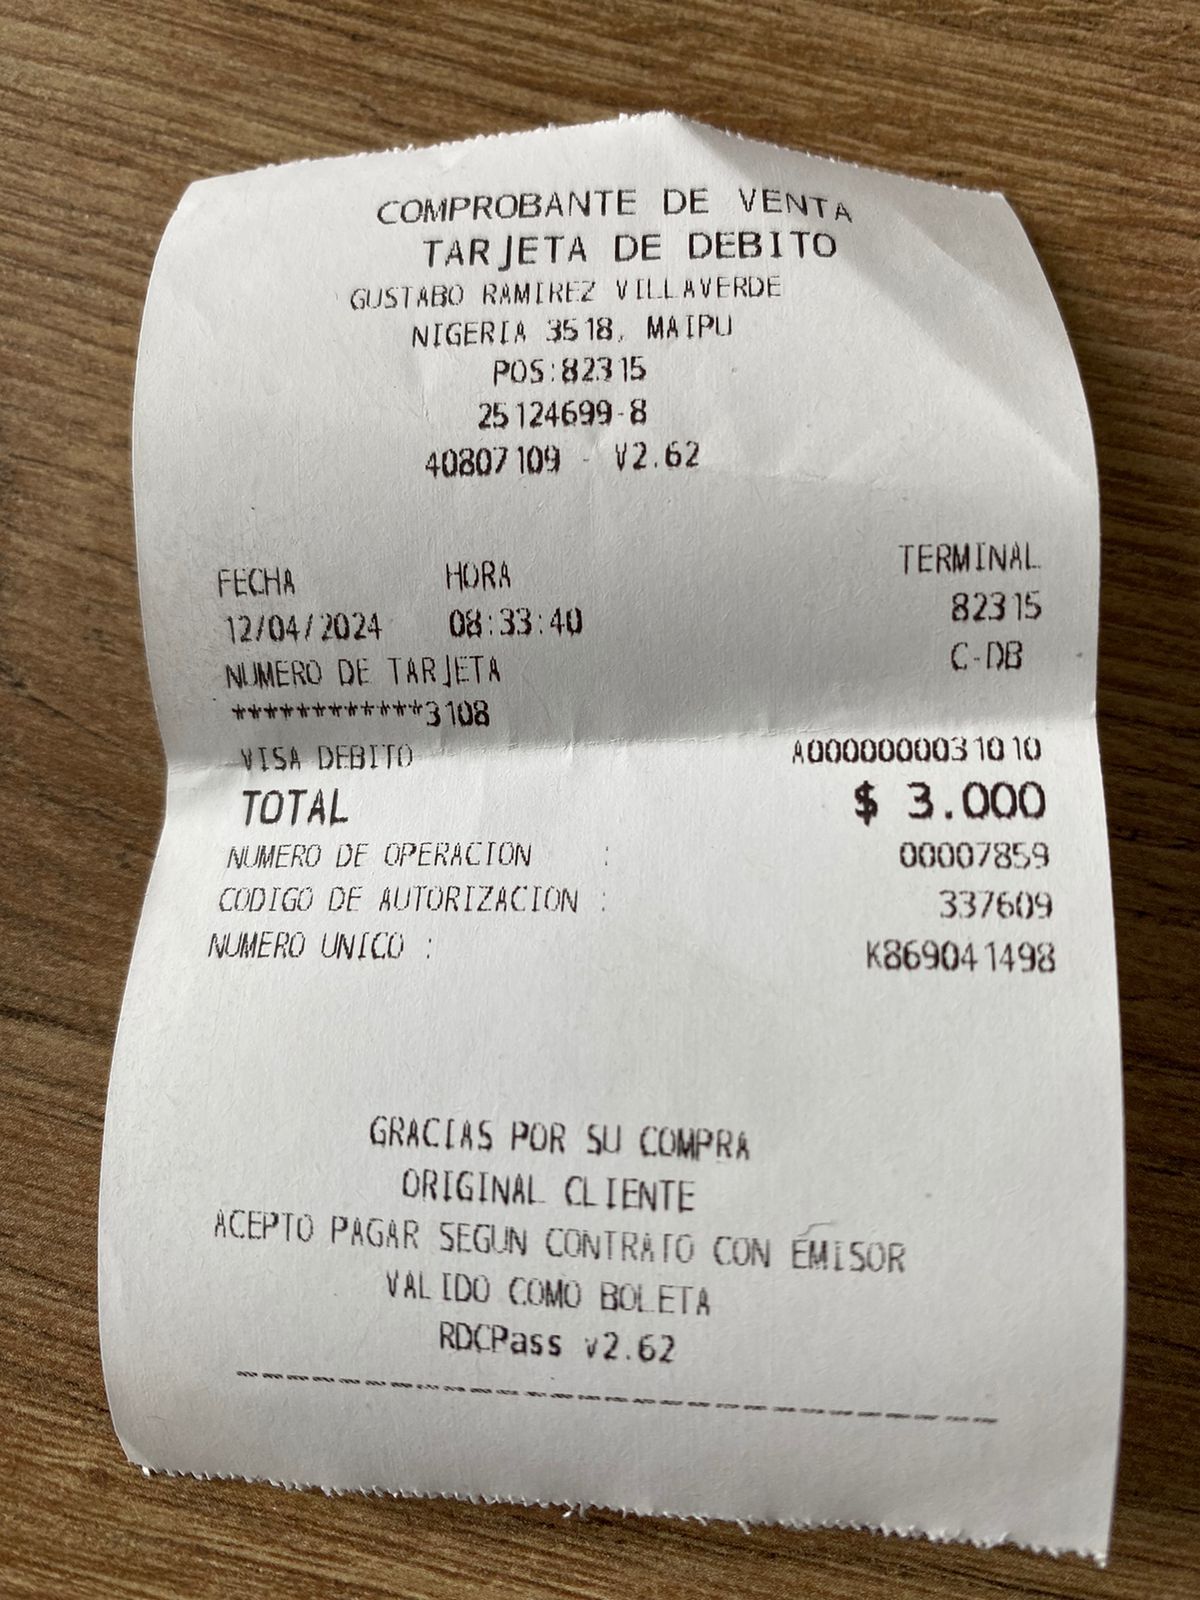 COMPROBANTE DE VENTA
TARJETA DE DEBITO
GUSTABO RAMIREZ VILLAVERDE
NIGERIA 3518, MAIPU
POS:82315
25124699-8
40807109 - V2.62
FECHA HORA TERMINAL
12/04/2024 08:33:40 82315
NUMERO DE TARJETA C-DB
************3108
VISA DEBITO A0000000031010
TOTAL $ 3.000
NUMERO DE OPERACION : 00007859
CODIGO DE AUTORIZACION : 337609
NUMERO UNICO : K869041498
GRACIAS POR SU COMPRA
ORIGINAL CLIENTE
ACEPTO PAGAR SEGUN CONTRATO CON EMISOR
VALIDO COMO BOLETA
RDCPass v2.62